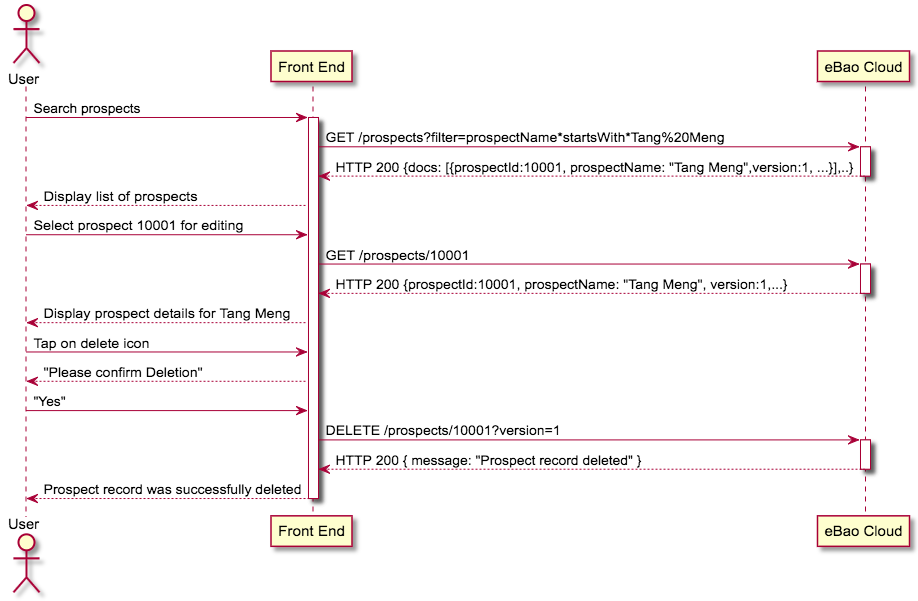 User
Front End
eBao Cloud
Search prospects
GET /prospects?filter=prospectName*startsWith*Tang%20Meng
HTTP 200 {docs: [{prospectId:10001, prospectName: "Tang Meng",version:1, ...}],..}
Display list of prospects
Select prospect 10001 for editing
GET /prospects/10001
HTTP 200 {prospectId:10001, prospectName: "Tang Meng", version:1,...}
Display prospect details for Tang Meng
Tap on delete icon
"Please confirm Deletion"
"Yes"
DELETE /prospects/10001?version=1
HTTP 200 { message: "Prospect record deleted" }
Prospect record was successfully deleted
User
Front End
eBao Cloud